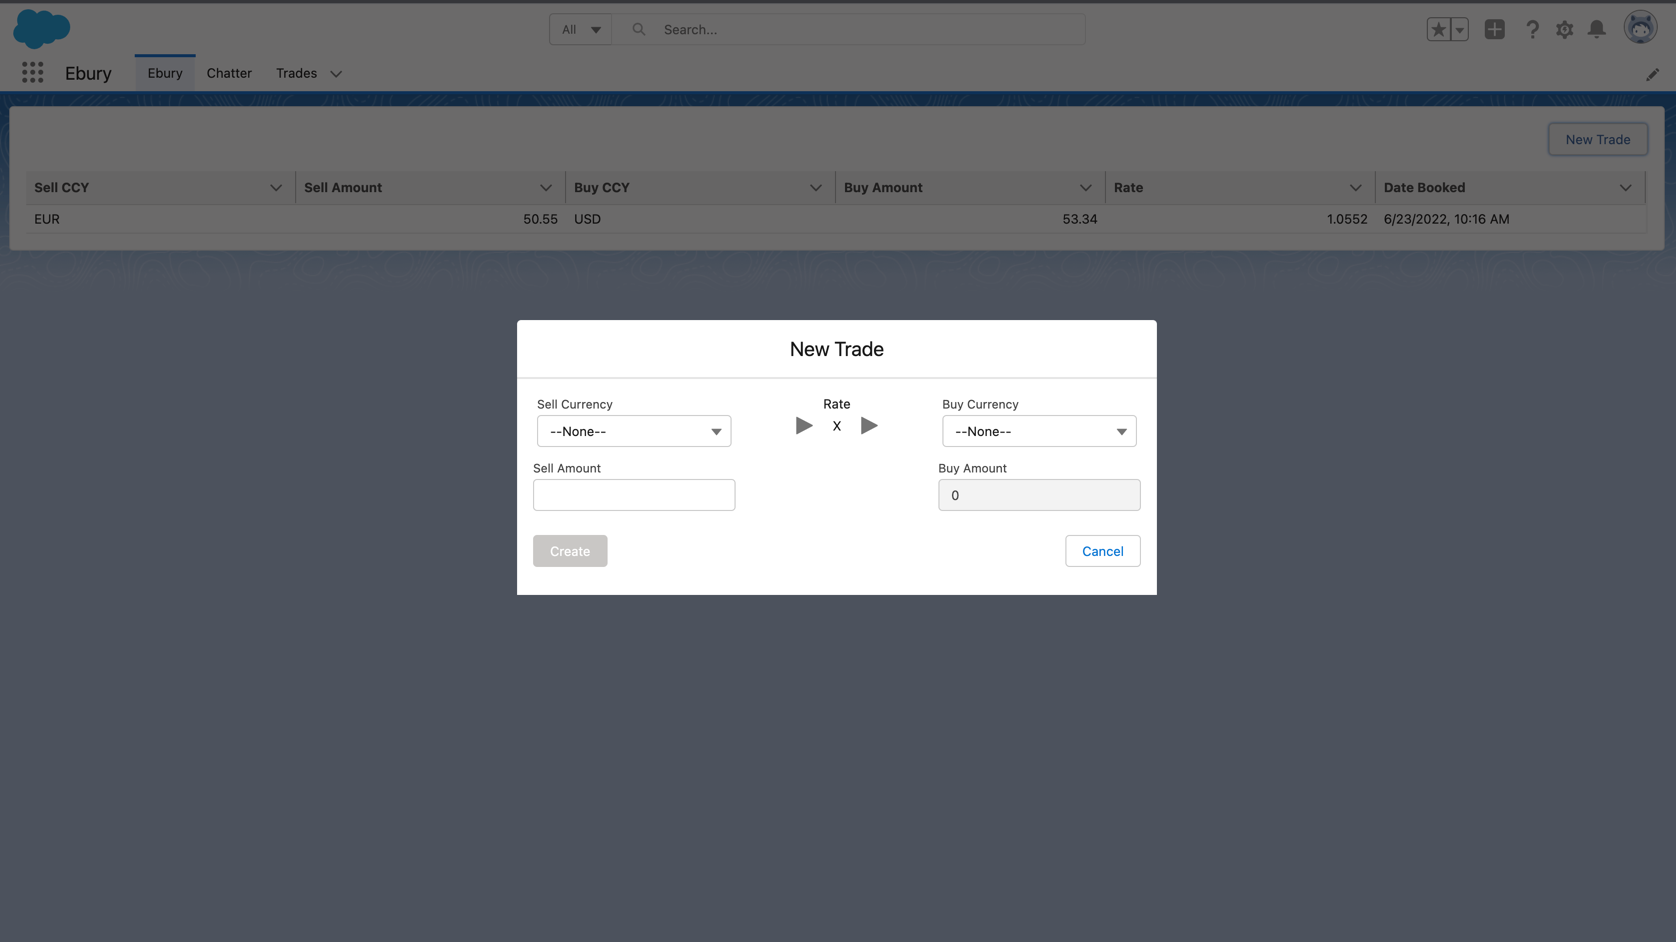 All
Search...
Ebury
Ebury
Chatter
Trades
New Trade
Sell CCY
Sell Amount
Buy CCY
Buy Amount
Rate
Date Booked
EUR
50.55
USD
53.34
1.0552
6/23/2022, 10:16 AM
New Trade
Sell Currency
Rate
Buy Currency
--None--
X
--None--
Sell Amount
Buy Amount
0
Create
Cancel